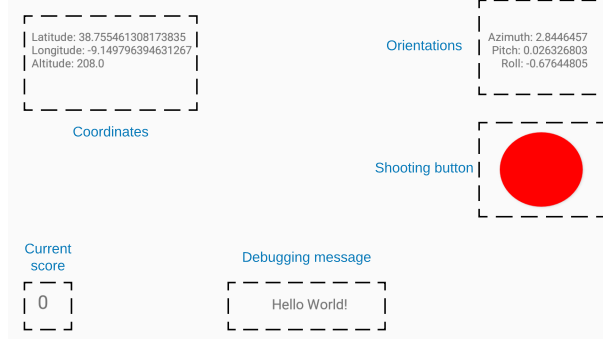 Latitude: 38.755461308173835
Longitude: -9.149796394631267
Altitude: 208.0
Coordinates
Orientations
Azimuth: 2.8446457
Pitch: 0.026326803
Roll: -0.67644805
Shooting button
Current
score
0
Debugging message
Hello World!